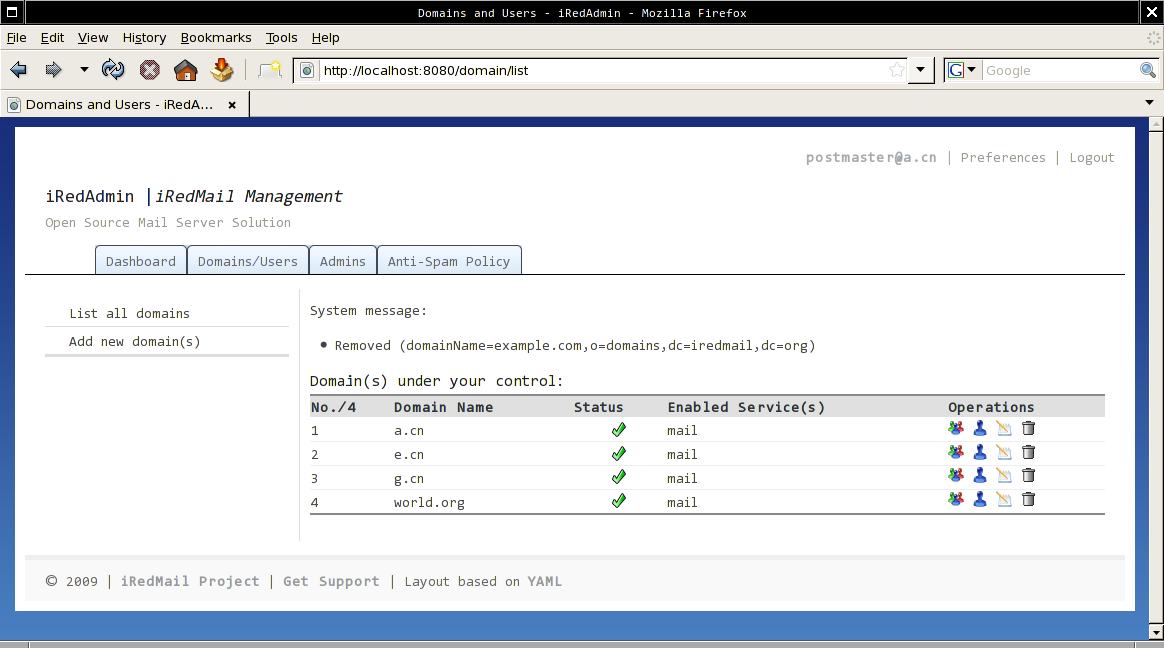 Domains and Users - iRedAdmin - Mozilla Firefox
File Edit View History Bookmarks Tools Help
http://localhost:8080/domain/list
G Google
Domains and Users - iRedA...
postmaster@a.cn | Preferences | Logout
iRedAdmin |iRedMail Management
Open Source Mail Server Solution
Dashboard Domains/Users Admins Anti-Spam Policy
List all domains
Add new domain(s)
System message:
• Removed (domainName=example.com,o=domains,dc=iredmail,dc=org)
Domain(s) under your control:
No./4 Domain Name Status Enabled Service(s) Operations
1 a.cn mail
2 e.cn mail
3 g.cn mail
4 world.org mail
© 2009 | iRedMail Project | Get Support | Layout based on YAML